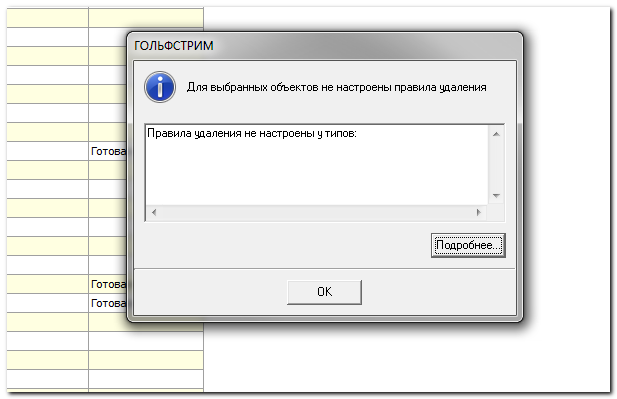 ГОЛЬФСТРИМ
Для выбранных объектов не настроены правила удаления
Правила удаления не настроены у типов:
Готова
Подробнее...
Готова
OK
Готова